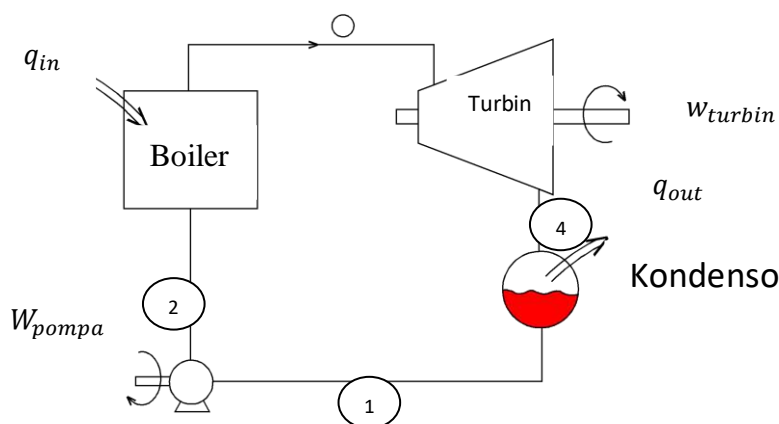 q_in
Turbin
w_turbin
Boiler
q_out
4
Kondenso
2
W_pompa
1